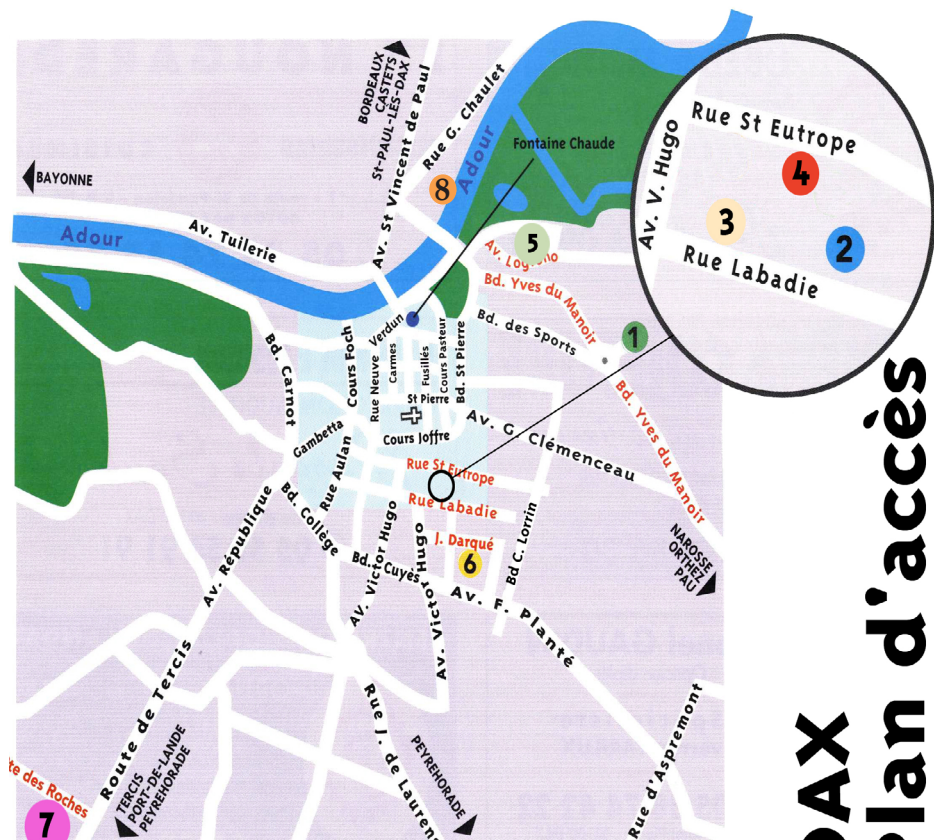 BORDEAUX
CASTETS
St-PAUL-LÈS-DAX
Av. St Vincent de Paul
Rue G. Chaulet
Adour
Fontaine Chaude
BAYONNE
Adour
Av. Tuilerie
8
5
Av. Logroño
Bd. Yves du Manoir
Bd. des Sports
1
Bd. Yves du Manoir
Rue St Eutrope
Av. V. Hugo
4
3
2
Rue Labadie
Bd. Carnot
Cours Foch
Verdun
Rue Neuve
Carmes
Fusillés
Cours Pasteur
Bd. St Pierre
St Pierre
Cours Joffre
Gambetta
Rue Aulan
Av. G. Clémenceau
Rue St Eutrope
Rue Labadie
J. Darqué
6
Bd C. Lorrin
NAROSSE
ORTHEZ
PAU
Bd. Collège
Bd. Cuyès
AV. Victor Hugo
Av. Victor Hugo
Av. F. Planté
Av. République
Route de Tercis
TERCIS
PORT-DE-LANDE
PEYREHORADE
te des Roches
7
Rue J. de Lauren
PEYREHORADE
Rue d'Aspremont
DAX
plan d'accès